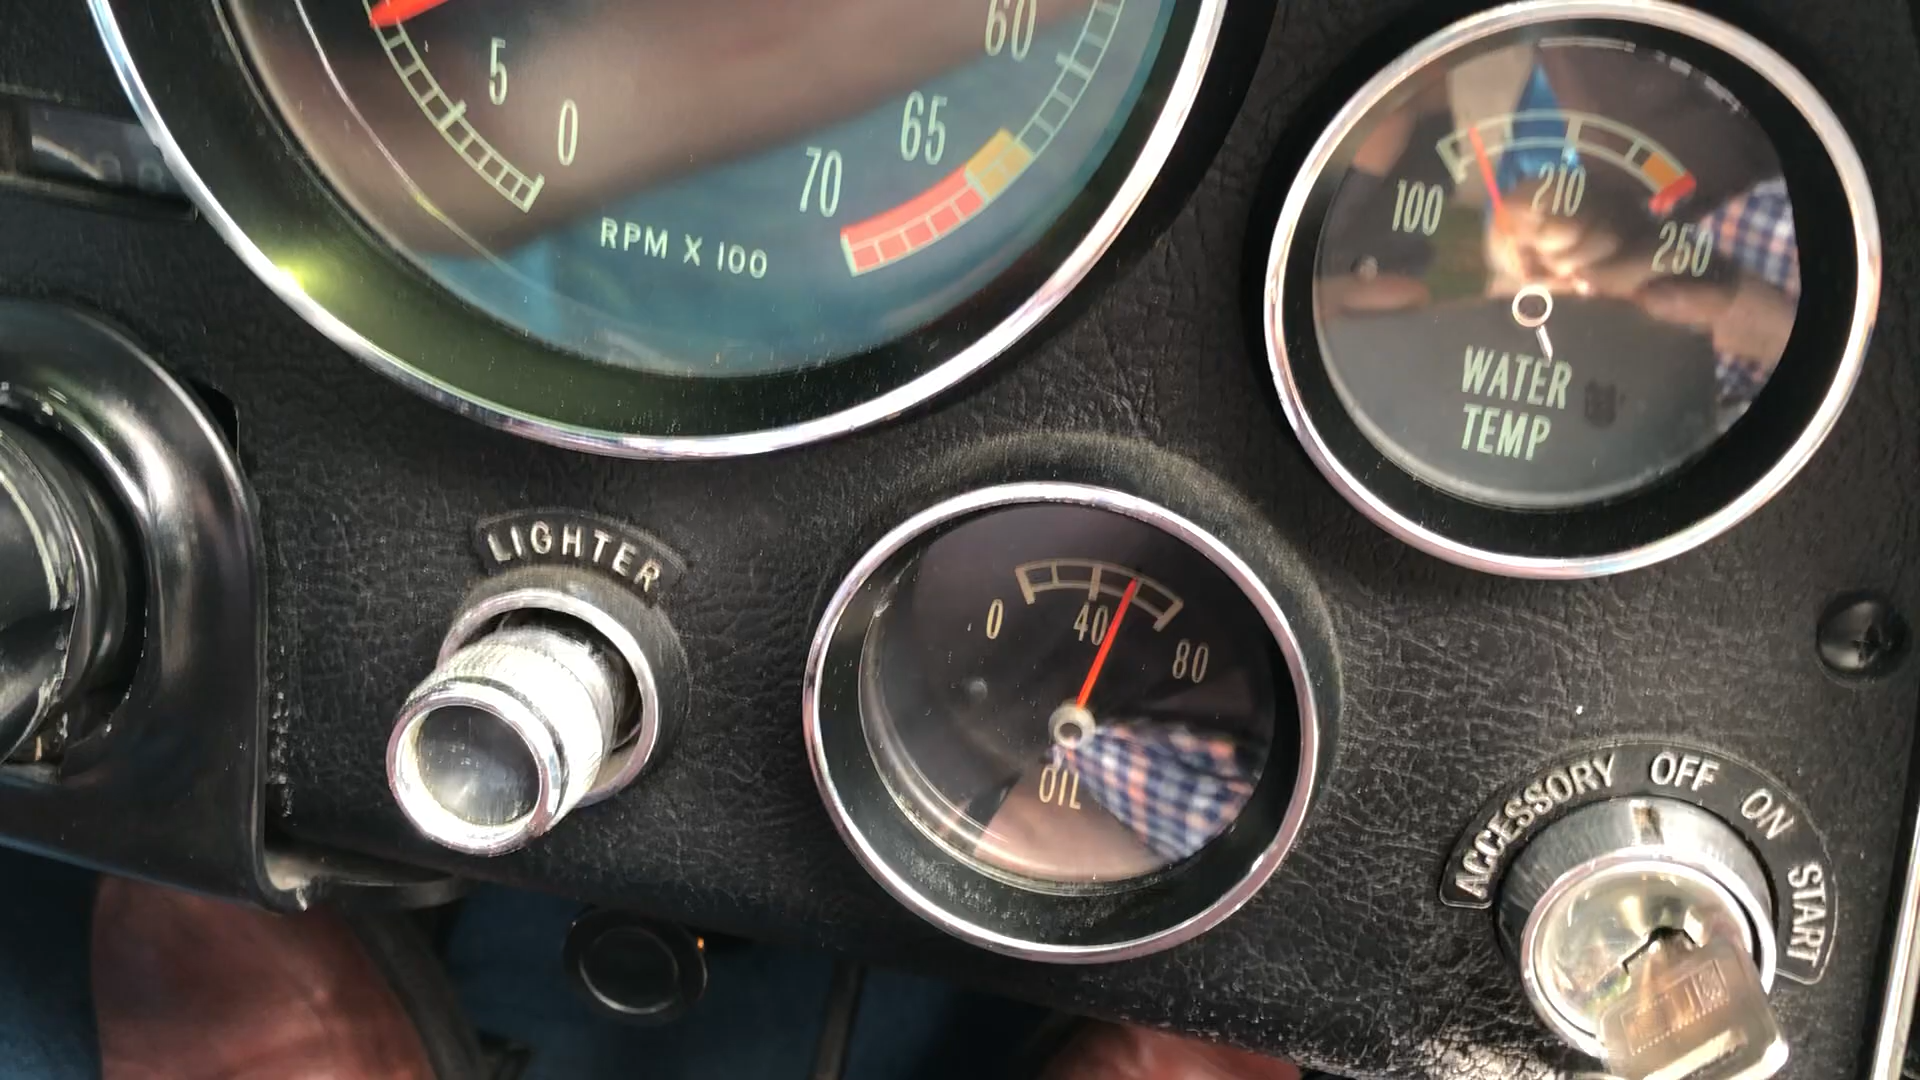 5
0
60
65
70
RPM X 100
100
210
250
WATER
TEMP
LIGHTER
0
40
80
OIL
ACCESSORY OFF ON START